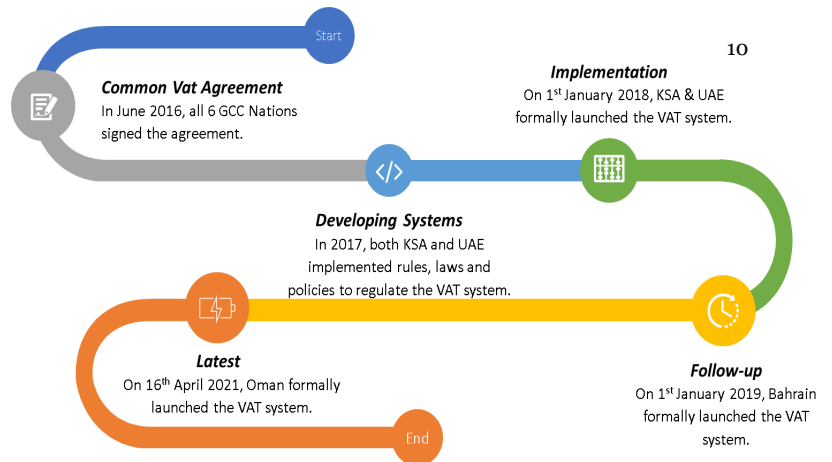 Start
10
Common Vat Agreement
In June 2016, all 6 GCC Nations
signed the agreement.
Implementation
On 1st January 2018, KSA & UAE
formally launched the VAT system.
Developing Systems
In 2017, both KSA and UAE
implemented rules, laws and
policies to regulate the VAT system.
Follow-up
On 1st January 2019, Bahrain
formally launched the VAT
system.
Latest
On 16th April 2021, Oman formally
launched the VAT system.
End